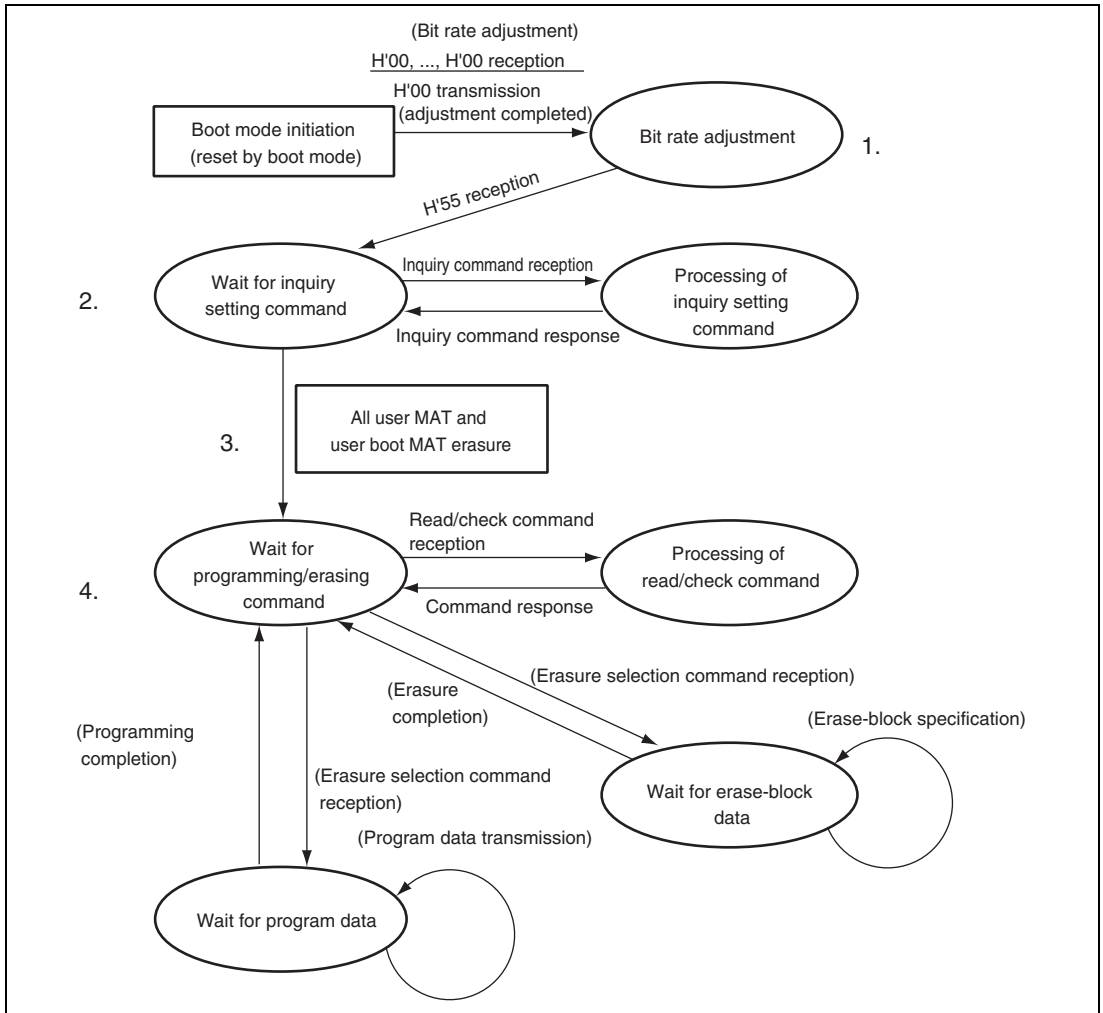 (Bit rate adjustment)
H'00, ..., H'00 reception
H'00 transmission
(adjustment completed)
Boot mode initiation
(reset by boot mode)
Bit rate adjustment
1.
H'55 reception
2.
Wait for inquiry
setting command
Inquiry command reception
Inquiry command response
Processing of
inquiry setting
command
3.
All user MAT and
user boot MAT erasure
4.
Wait for
programming/erasing
command
Read/check command
reception
Command response
Processing of
read/check command
(Erasure selection command reception)
(Erasure
completion)
(Erase-block specification)
(Programming
completion)
(Erasure selection command
reception)
Wait for erase-block
data
(Program data transmission)
Wait for program data